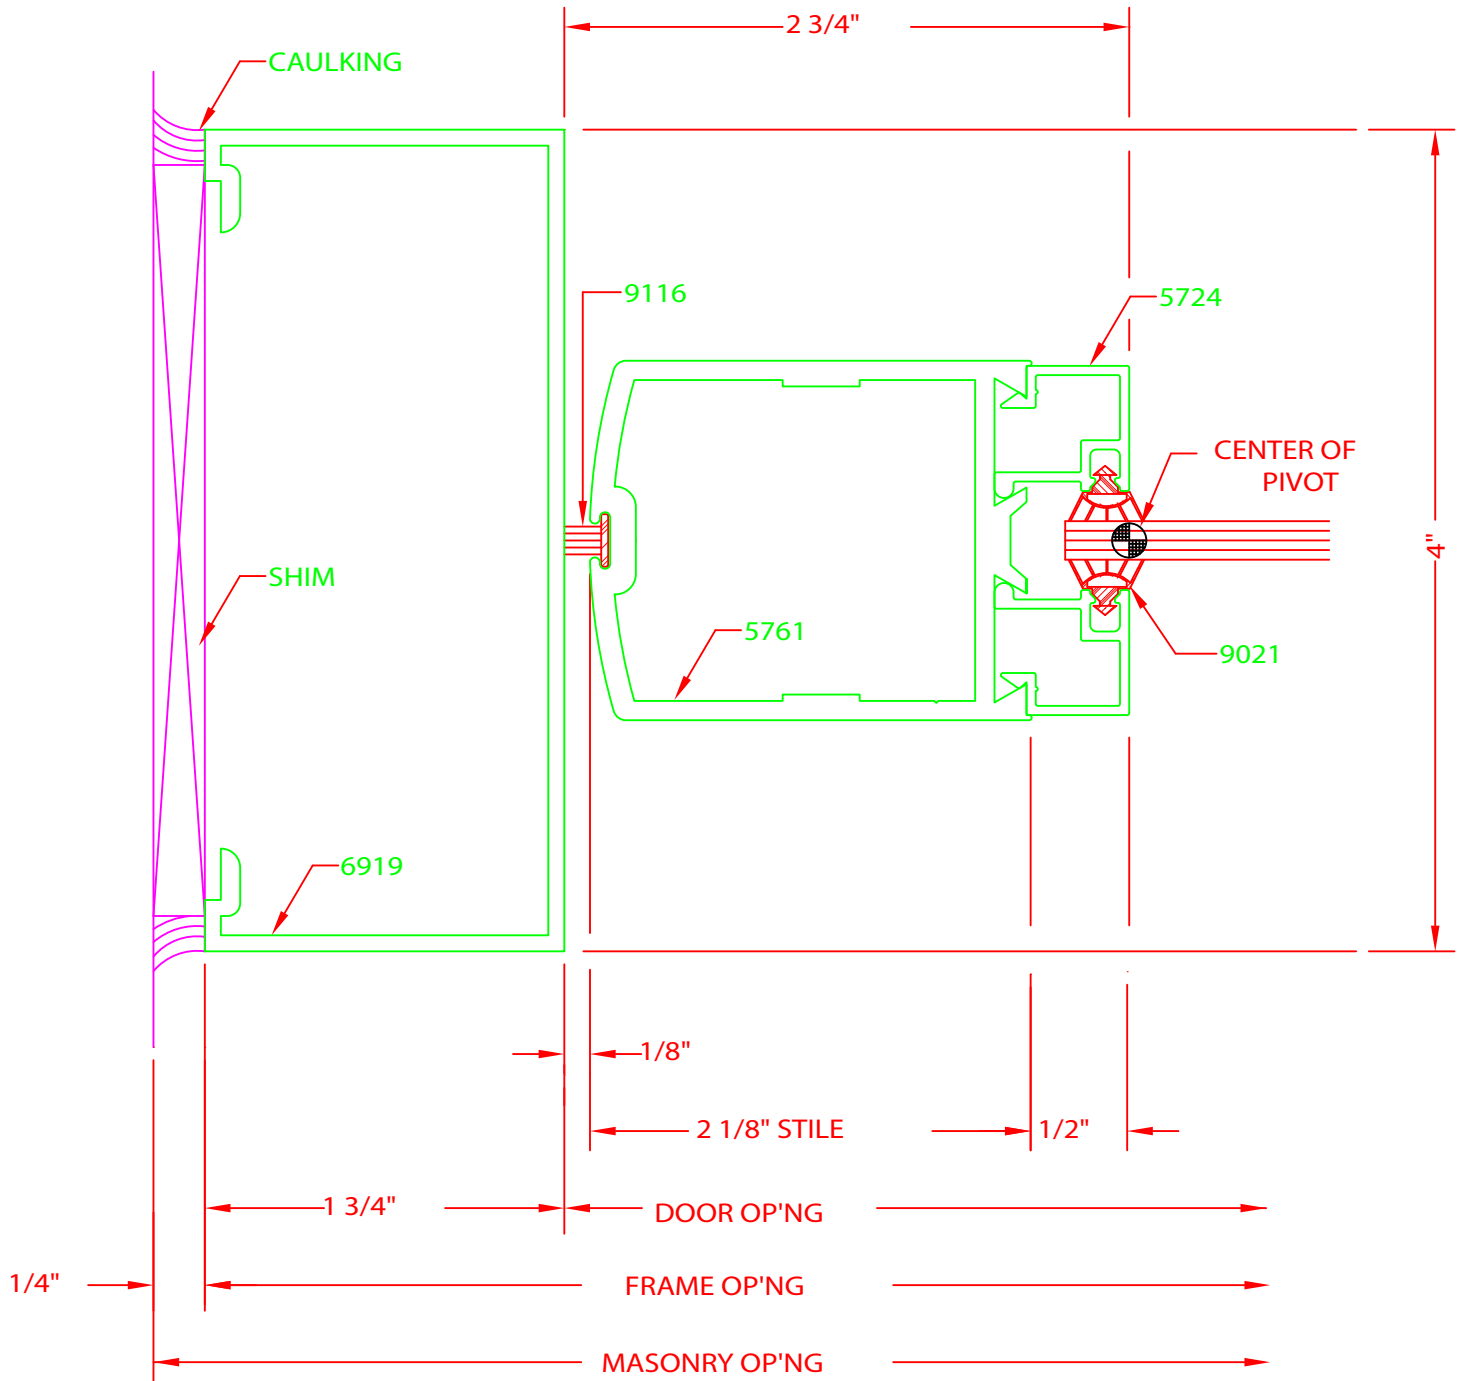 2 3/4"
CAULKING
9116
5724
CENTER OF
PIVOT
4"
SHIM
5761
9021
6919
1/8"
2 1/8" STILE
1/2"
1 3/4"
DOOR OP'NG
1/4"
FRAME OP'NG
MASONRY OP'NG